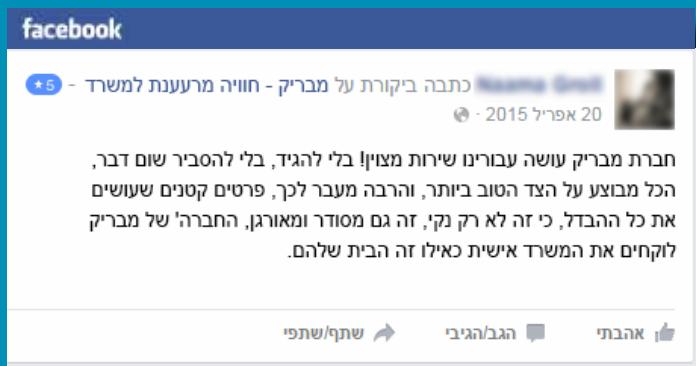 facebook
כתבה ביקורת על מבריק - חוויה מרעננת למשרד - 5★
20 אפריל 2015 ·
חברת מבריק עושה עבורינו שירות מצוין! בלי להגיד, בלי להסביר שום דבר,
הכל מבוצע על הצד הטוב ביותר, והרבה מעבר לכך, פרטים קטנים שעושים
את כל ההבדל, כי זה לא רק נקי, זה גם מסודר ומאורגן, החברה' של מבריק
לוקחים את המשרד אישית כאילו זה הבית שלהם.
אהבתי הגב/הגיבי שתף/שתפי